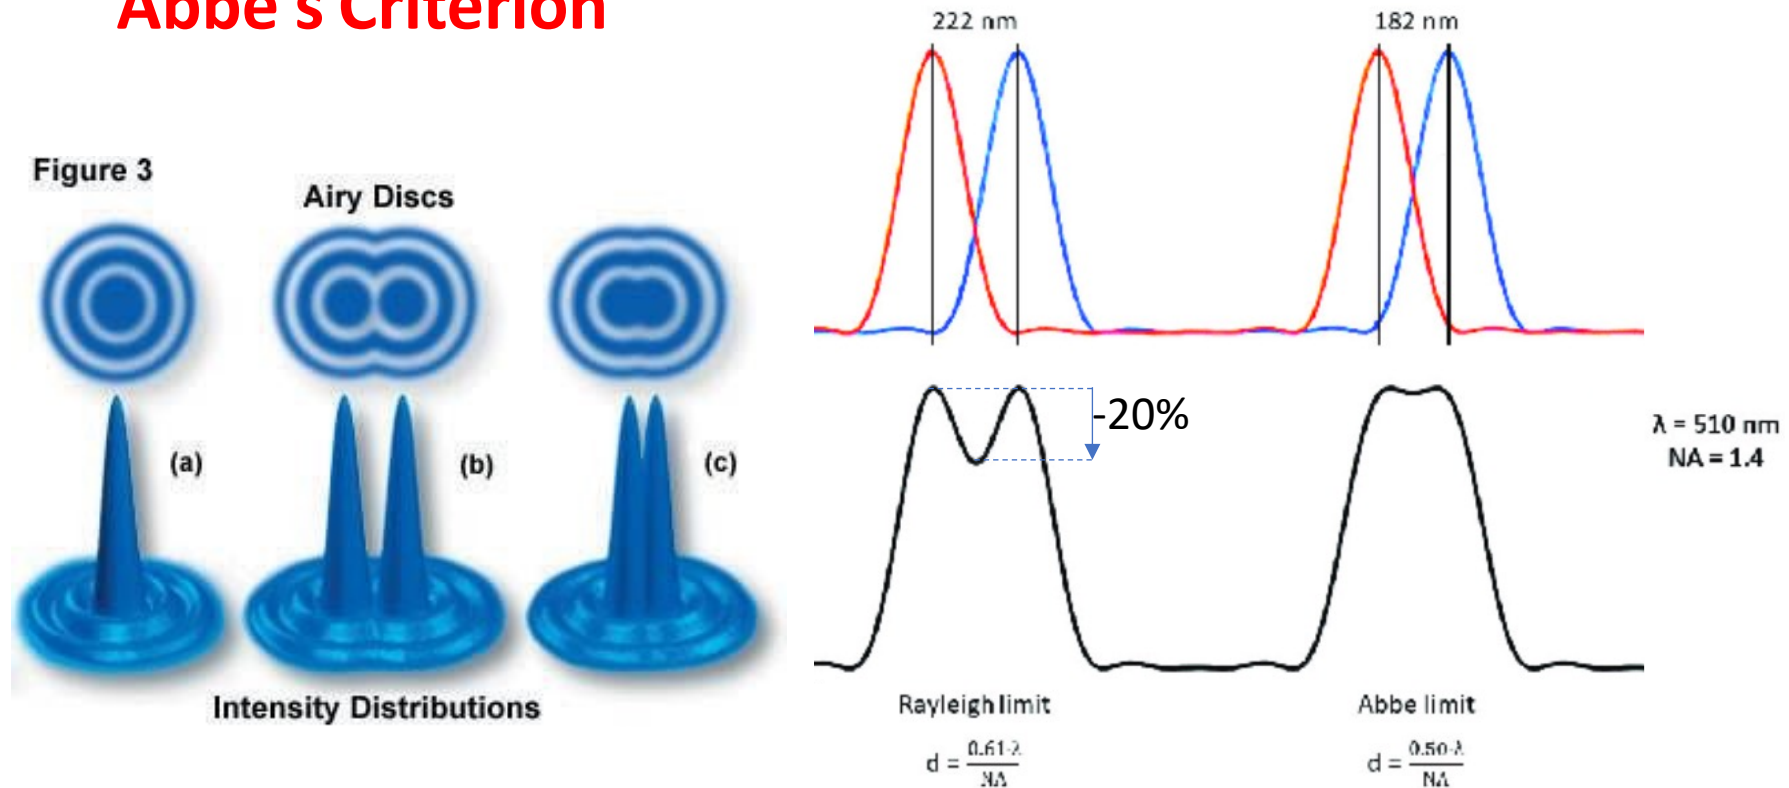 Abbe's Criterion
Figure 3
Airy Discs
(a)
(b)
(c)
Intensity Distributions
222 nm
182 nm
-20%
λ = 510 nm
NA = 1.4
Rayleigh limit
d = 0.61·λ
NA
Abbe limit
d = 0.50·λ
NA